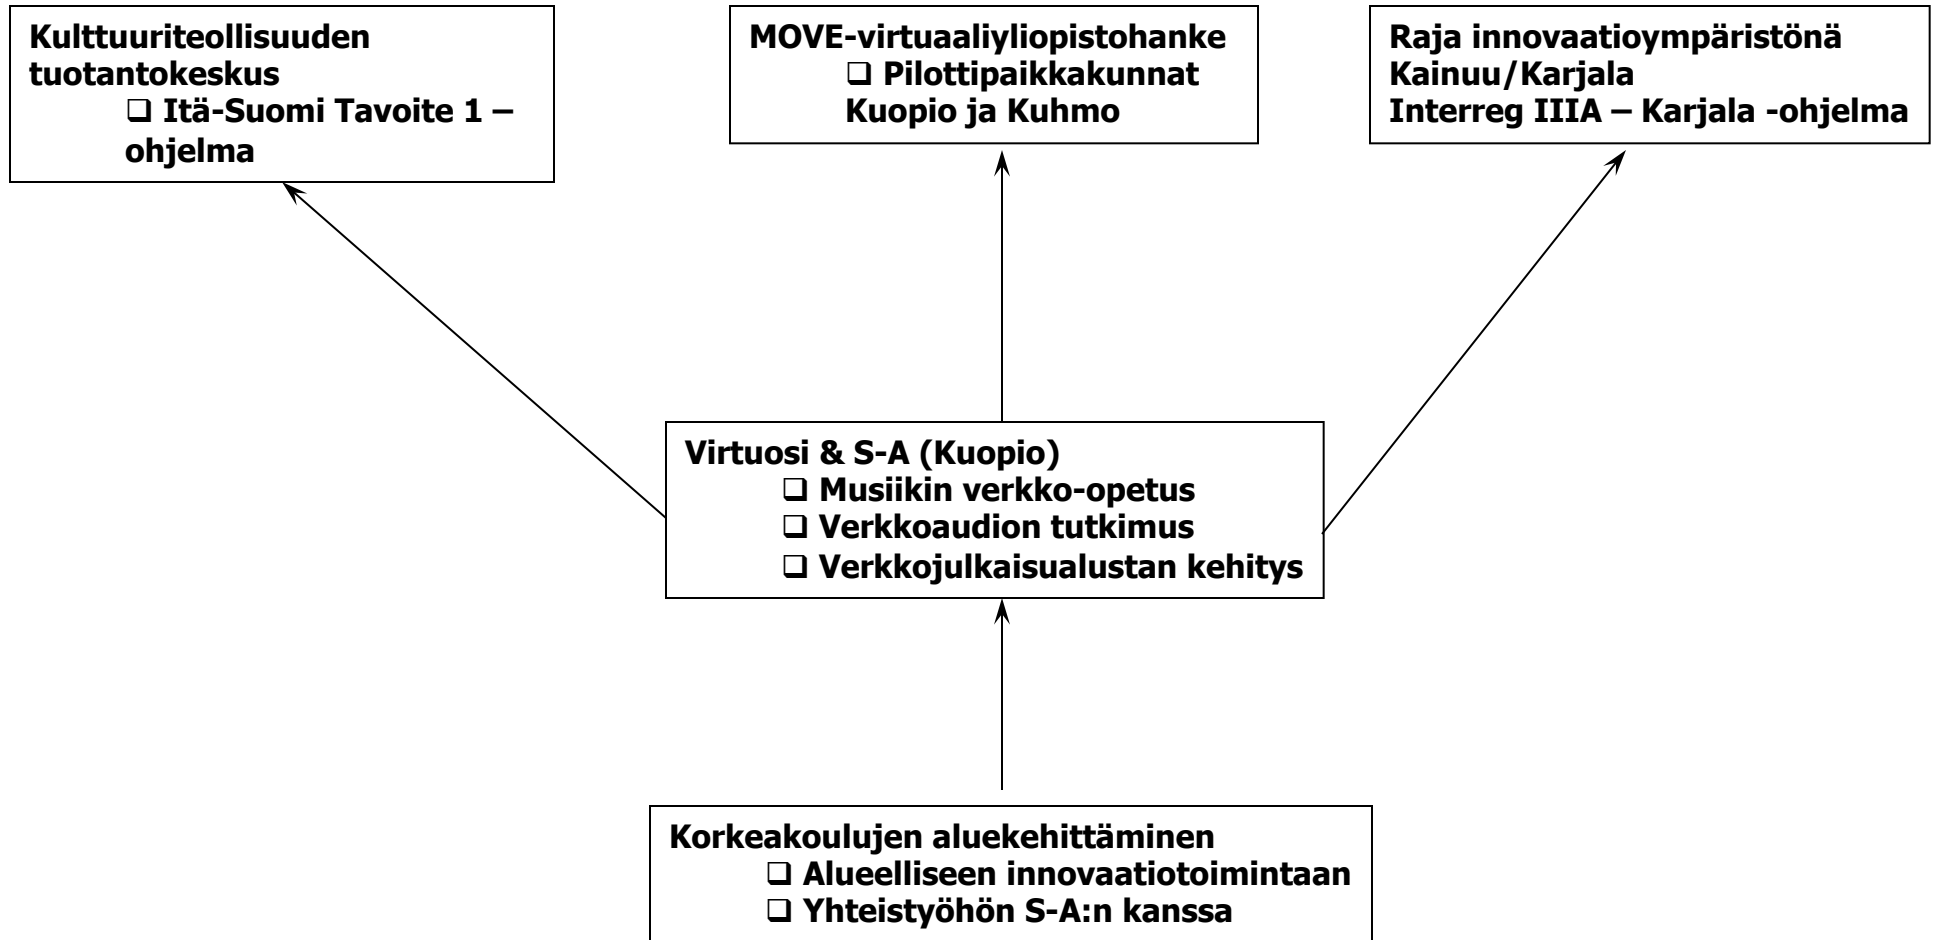 Kulttuuriteollisuuden
tuotantokeskus
❑ Itä-Suomi Tavoite 1 –
ohjelma
MOVE-virtuaaliyliopistohanke
❑ Pilottipaikkakunnat
Kuopio ja Kuhmo
Raja innovaatioympäristönä
Kainuu/Karjala
Interreg IIIA – Karjala -ohjelma
Virtuosi & S-A (Kuopio)
❑ Musiikin verkko-opetus
❑ Verkkoaudion tutkimus
❑ Verkkojulkaisualustan kehitys
Korkeakoulujen aluekehittäminen
❑ Alueelliseen innovaatiotoimintaan
❑ Yhteistyöhön S-A:n kanssa